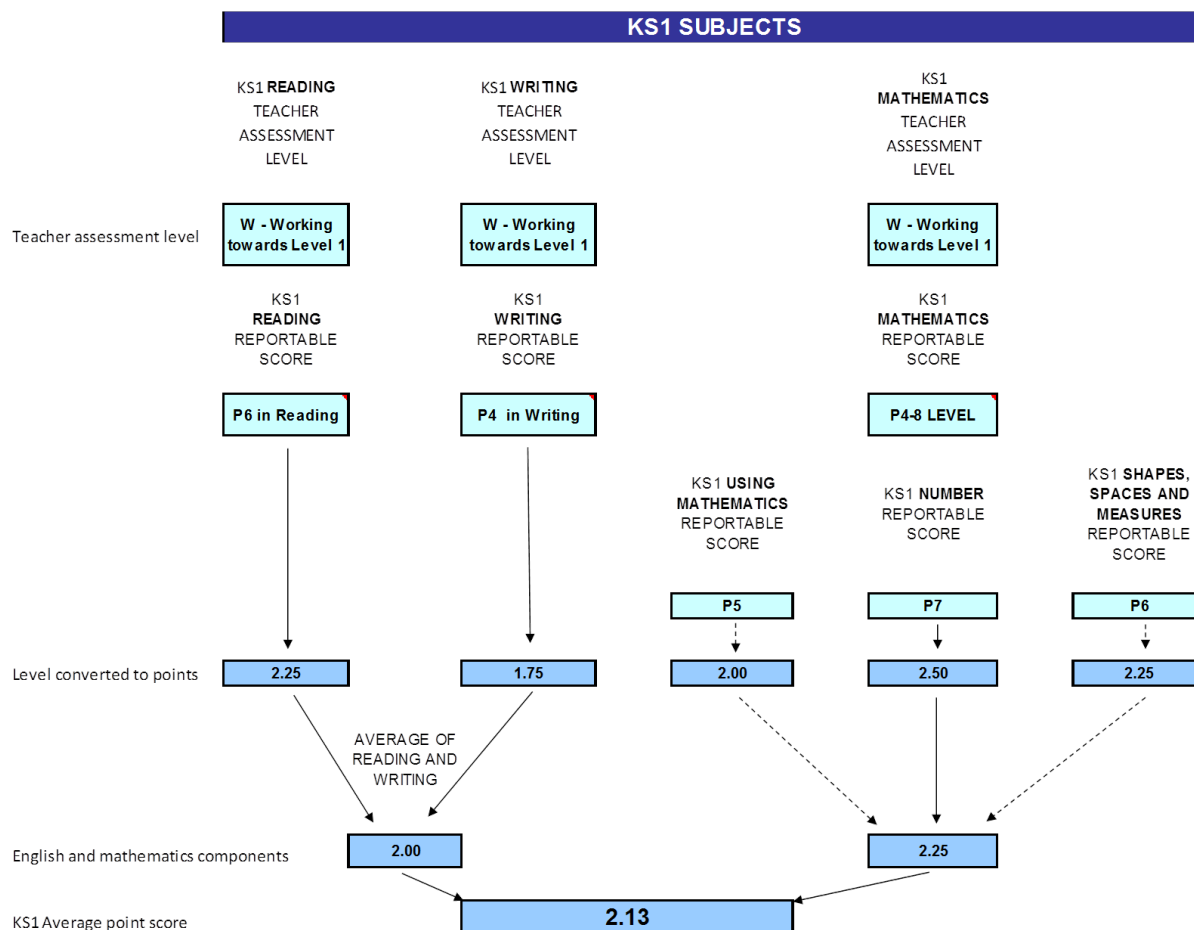 KS1 SUBJECTS
KS1 READING
TEACHER
ASSESSMENT
LEVEL
KS1 WRITING
TEACHER
ASSESSMENT
LEVEL
KS1
MATHEMATICS
TEACHER
ASSESSMENT
LEVEL
Teacher assessment level
W - Working
towards Level 1
W - Working
towards Level 1
W - Working
towards Level 1
KS1
READING
REPORTABLE
SCORE
KS1
WRITING
REPORTABLE
SCORE
KS1
MATHEMATICS
REPORTABLE
SCORE
P6 in Reading
P4 in Writing
P4-8 LEVEL
KS1 USING
MATHEMATICS
REPORTABLE
SCORE
KS1 NUMBER
REPORTABLE
SCORE
KS1 SHAPES,
SPACES AND
MEASURES
REPORTABLE
SCORE
P5
P7
P6
Level converted to points
2.25
1.75
2.00
2.50
2.25
AVERAGE OF
READING AND
WRITING
English and mathematics components
2.00
2.25
KS1 Average point score
2.13